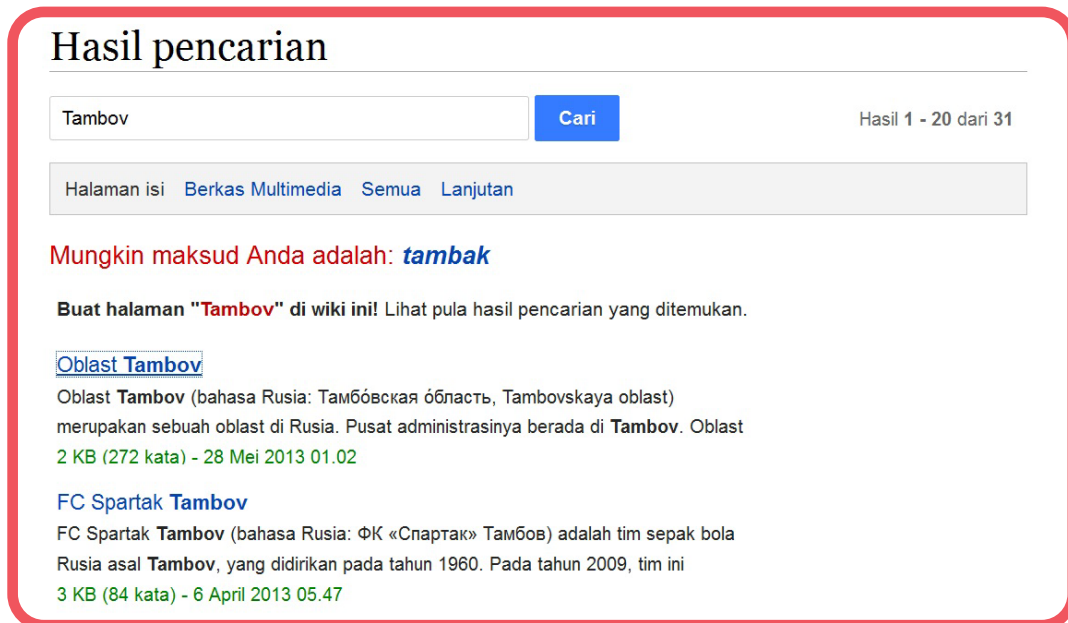 Hasil pencarian
Tambov
Cari
Hasil 1 - 20 dari 31
Halaman isi Berkas Multimedia Semua Lanjutan
Mungkin maksud Anda adalah: tambak
Buat halaman "Tambov" di wiki ini! Lihat pula hasil pencarian yang ditemukan.
Oblast Tambov
Oblast Tambov (bahasa Rusia: Тамбо́вская о́бласть, Tambovskaya oblast)
merupakan sebuah oblast di Rusia. Pusat administrasinya berada di Tambov. Oblast
2 KB (272 kata) - 28 Mei 2013 01.02
FC Spartak Tambov
FC Spartak Tambov (bahasa Rusia: ФК «Спартак» Тамбов) adalah tim sepak bola
Rusia asal Tambov, yang didirikan pada tahun 1960. Pada tahun 2009, tim ini
3 KB (84 kata) - 6 April 2013 05.47